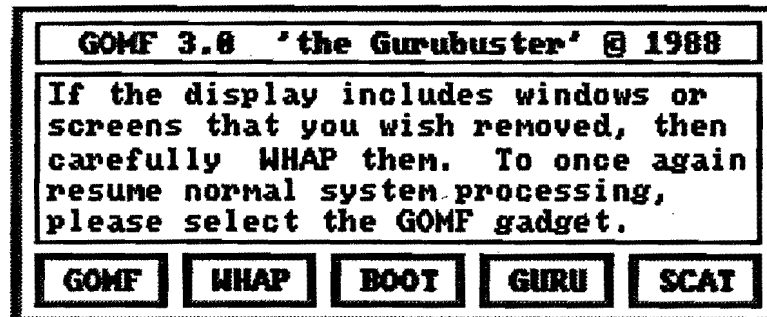 GOMF 3.0 'the Gurubuster' © 1988
If the display includes windows or
screens that you wish removed, then
carefully WHAP them. To once again
resume normal system processing,
please select the GOMF gadget.
GOMF WHAP BOOT GURU SCAT